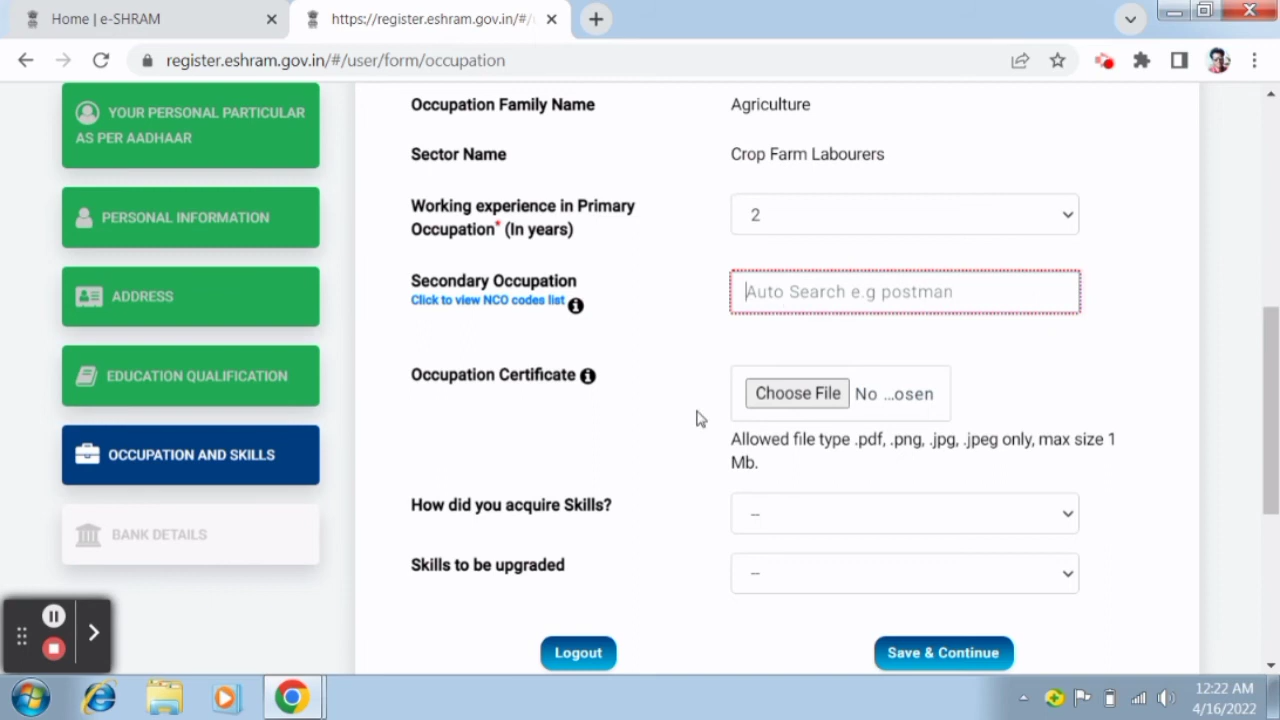 Home | e-SHRAM
https://register.eshram.gov.in/#/
register.eshram.gov.in/#/user/form/occupation
YOUR PERSONAL PARTICULAR
AS PER AADHAAR
PERSONAL INFORMATION
ADDRESS
EDUCATION QUALIFICATION
OCCUPATION AND SKILLS
BANK DETAILS
Occupation Family Name
Agriculture
Sector Name
Crop Farm Labourers
Working experience in Primary
Occupation* (In years)
2
Secondary Occupation
Click to view NCO codes list
Auto Search e.g postman
Occupation Certificate
Choose File No ...osen
Allowed file type .pdf, .png, .jpg, .jpeg only, max size 1
Mb.
How did you acquire Skills?
--
Skills to be upgraded
--
Logout
Save & Continue
12:22 AM
4/16/2022